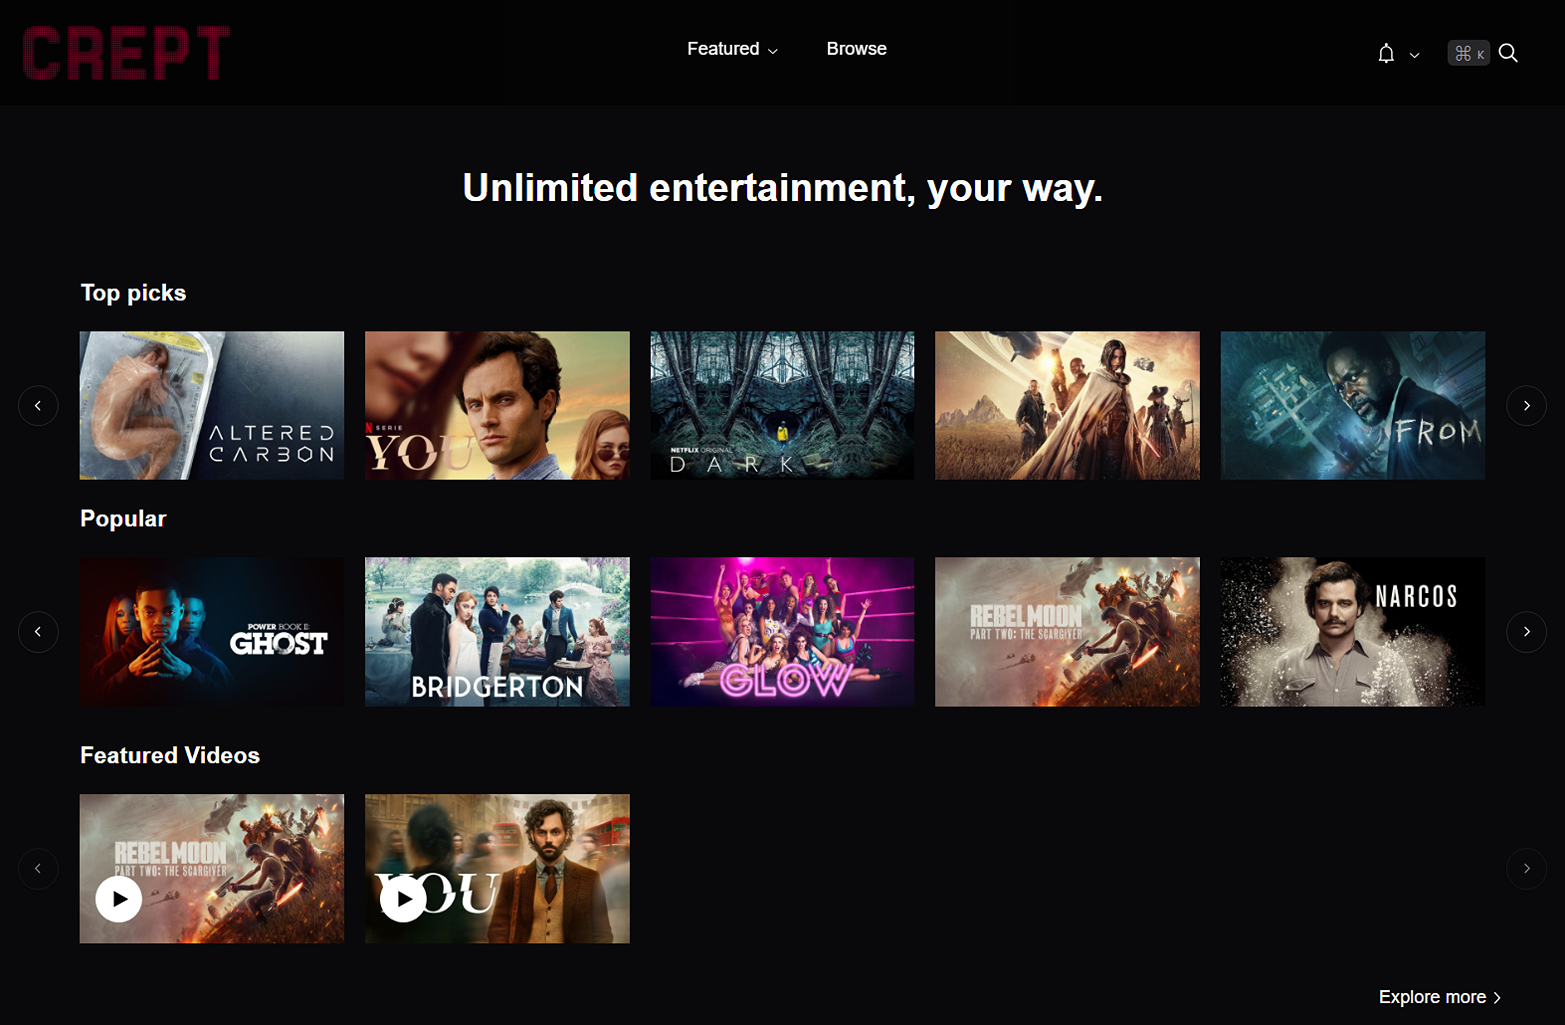 CREPT
Featured
Browse
⌘ K
Unlimited entertainment, your way.
Top picks
ALTERED
CARBON
N SERIE
YOU
NETFLIX ORIGINAL
DARK
FROM
Popular
POWER BOOK II:
GHOST
BRIDGERTON
GLOW
REBEL MOON
PART TWO: THE SCARGIVER
NARCOS
Featured Videos
REBEL MOON
PART TWO: THE SCARGIVER
YOU
Explore more